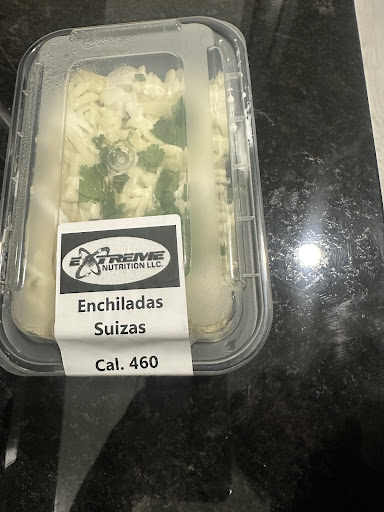 EXTREME
NUTRITION LLC.
Enchiladas
Suizas
Cal. 460